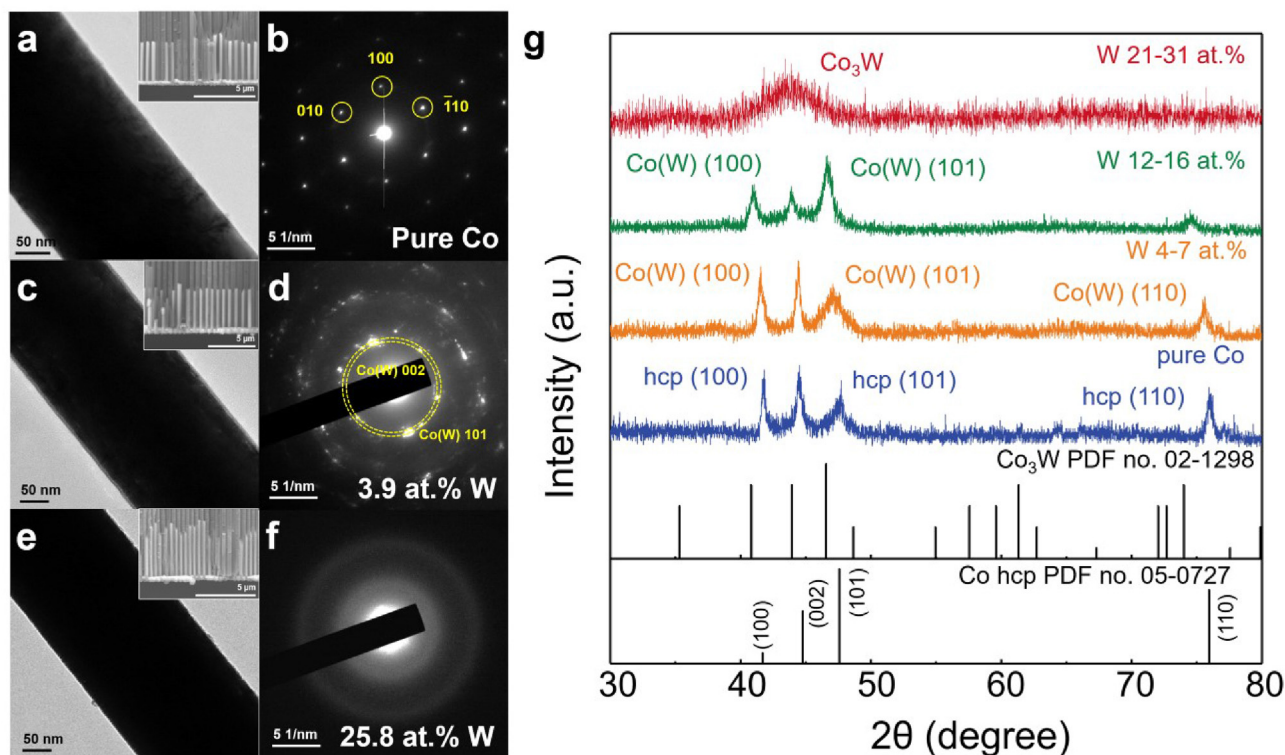 a
5 µm
50 nm
b
100
010
1̄10
5 1/nm
Pure Co
c
5 µm
50 nm
d
Co(W) 002
Co(W) 101
5 1/nm
3.9 at.% W
e
5 µm
50 nm
f
5 1/nm
25.8 at.% W
g
Co₃W
W 21-31 at.%
Co(W) (100)
Co(W) (101)
W 12-16 at.%
W 4-7 at.%
Co(W) (100)
Co(W) (101)
Co(W) (110)
pure Co
hcp (100)
hcp (101)
hcp (110)
Co₃W PDF no. 02-1298
Co hcp PDF no. 05-0727
(100)
(002)
(101)
(110)
Intensity (a.u.)
30 40 50 60 70 80
2θ (degree)